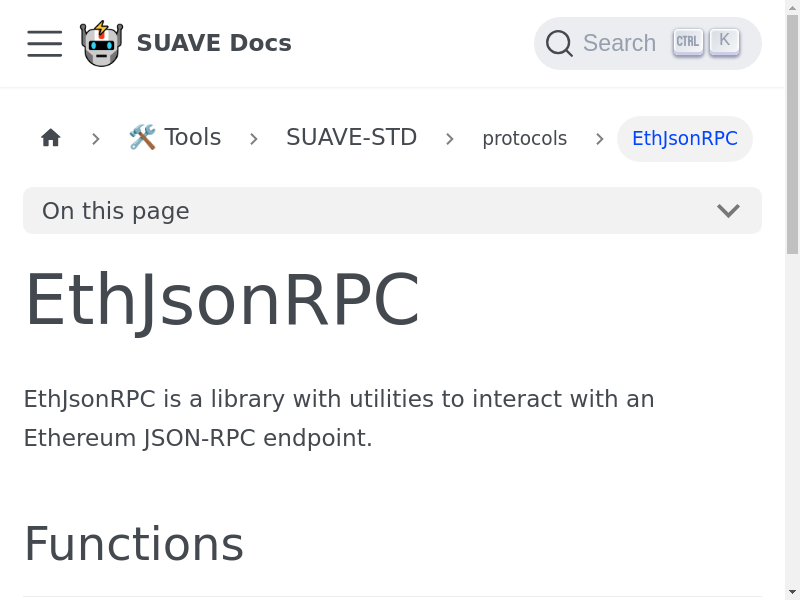 SUAVE Docs
Search CTRL K
🛠️ Tools SUAVE-STD protocols EthJsonRPC
On this page
EthJsonRPC
EthJsonRPC is a library with utilities to interact with an
Ethereum JSON-RPC endpoint.
Functions